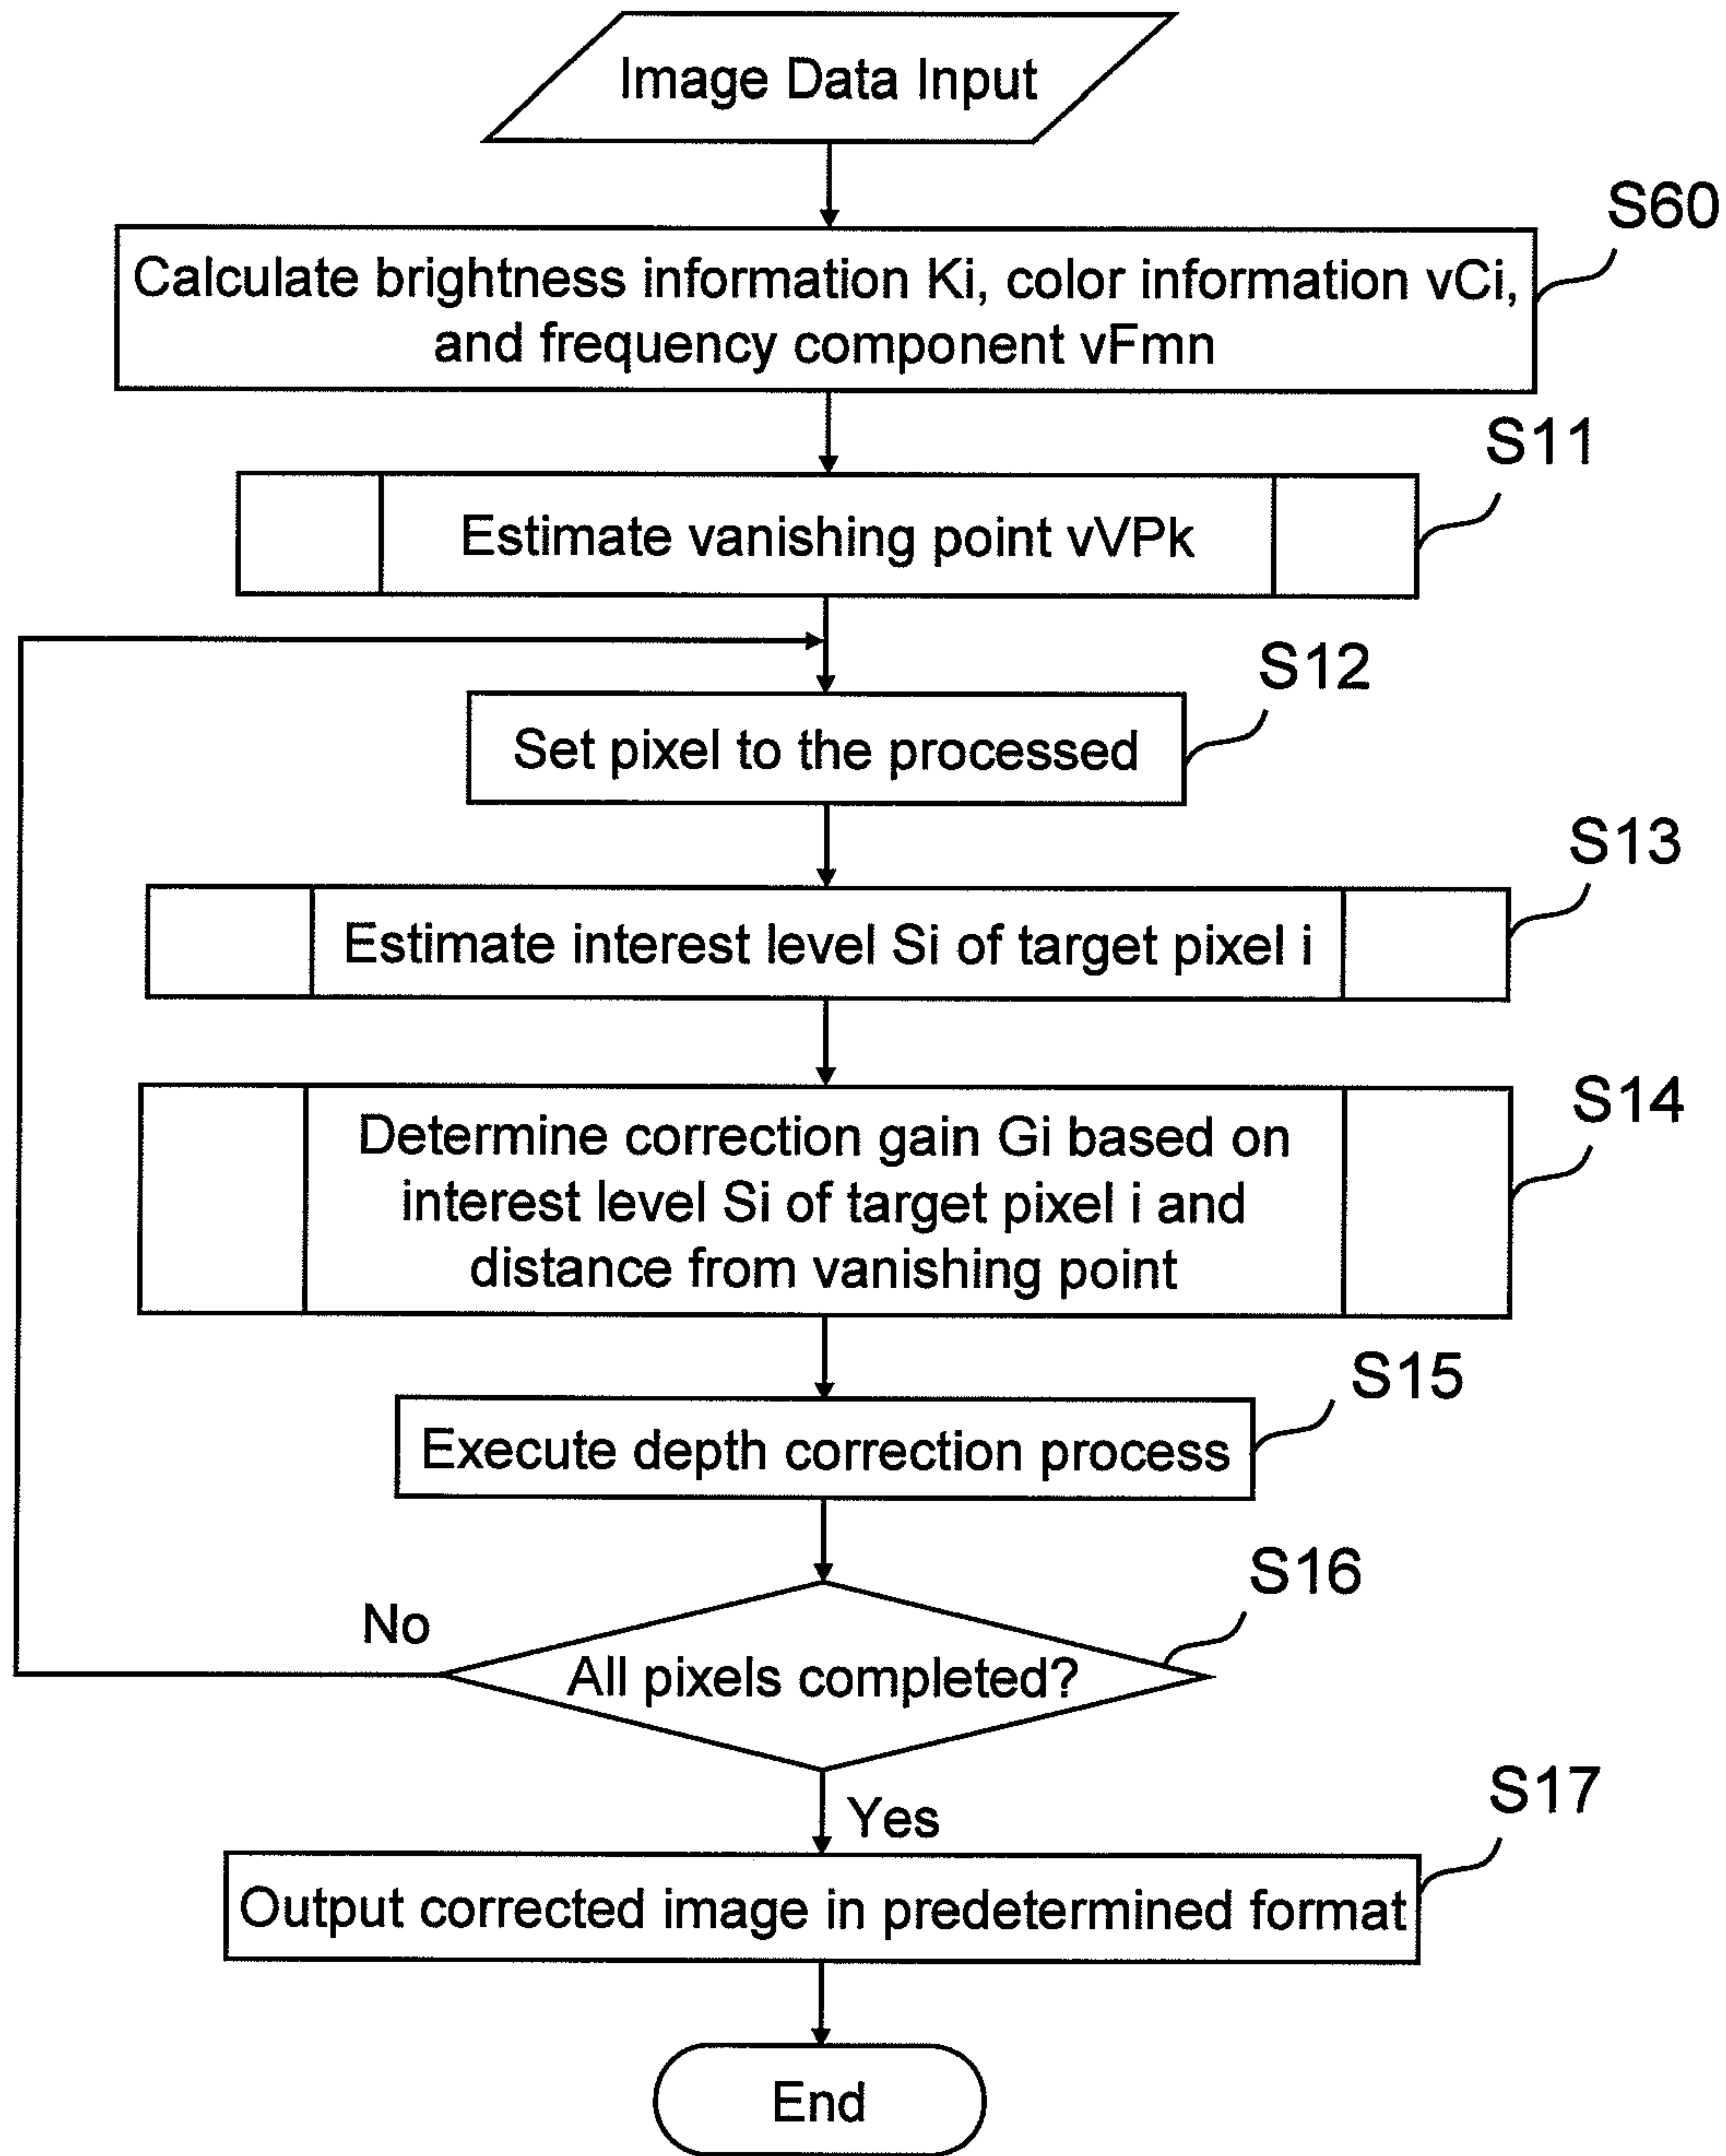 Image Data Input
S60
Calculate brightness information Ki, color information vCi,
and frequency component vFmn
S11
Estimate vanishing point vVPk
S12
Set pixel to the processed
S13
Estimate interest level Si of target pixel i
S14
Determine correction gain Gi based on
interest level Si of target pixel i and
distance from vanishing point
S15
Execute depth correction process
S16
No
All pixels completed?
Yes
S17
Output corrected image in predetermined format
End